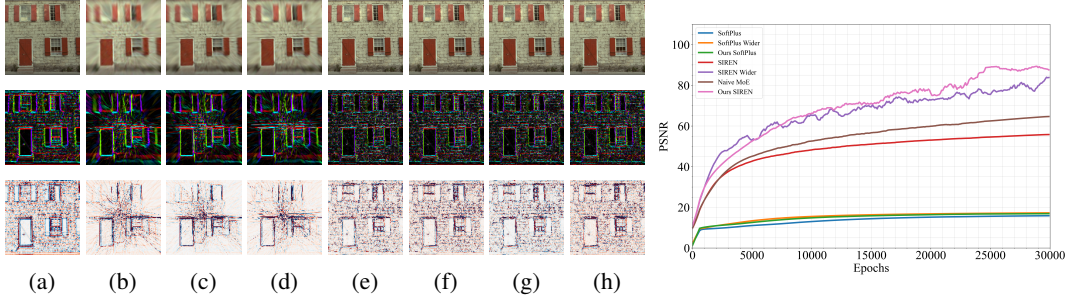 (a) (b) (c) (d) (e) (f) (g) (h)
PSNR
100
80
60
40
20
0
SoftPlus
SoftPlus Wider
Ours SoftPlus
SIREN
SIREN Wider
Naive MoE
Ours SIREN
0 5000 10000 15000 20000 25000 30000
Epochs